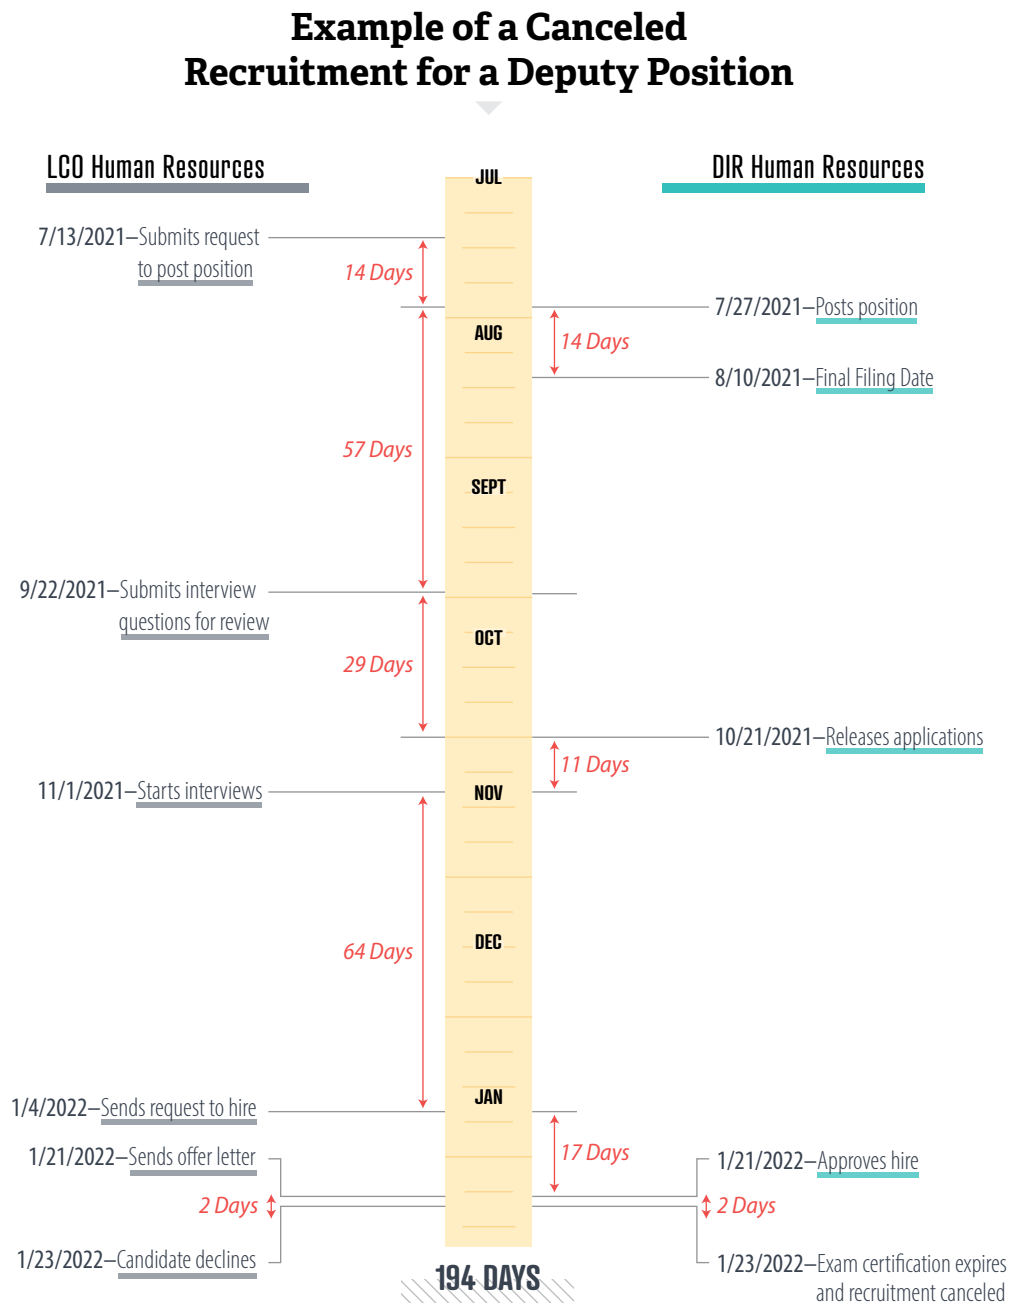 Example of a Canceled
Recruitment for a Deputy Position
LCO Human Resources
DIR Human Resources
JUL
7/13/2021–Submits request
to post position
14 Days
7/27/2021–Posts position
AUG
14 Days
8/10/2021–Final Filing Date
57 Days
SEPT
9/22/2021–Submits interview
questions for review
OCT
29 Days
10/21/2021–Releases applications
11 Days
11/1/2021–Starts interviews
NOV
DEC
64 Days
JAN
1/4/2022–Sends request to hire
17 Days
1/21/2022–Sends offer letter
1/21/2022–Approves hire
2 Days
2 Days
1/23/2022–Candidate declines
1/23/2022–Exam certification expires
and recruitment canceled
194 DAYS